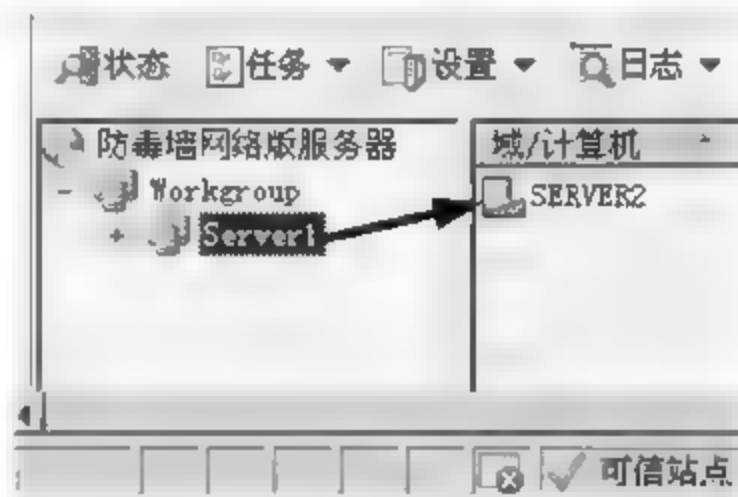 状态 任务 设置 日志
防毒墙网络版服务器 域/计算机
Workgroup SERVER2
Server1
可信站点